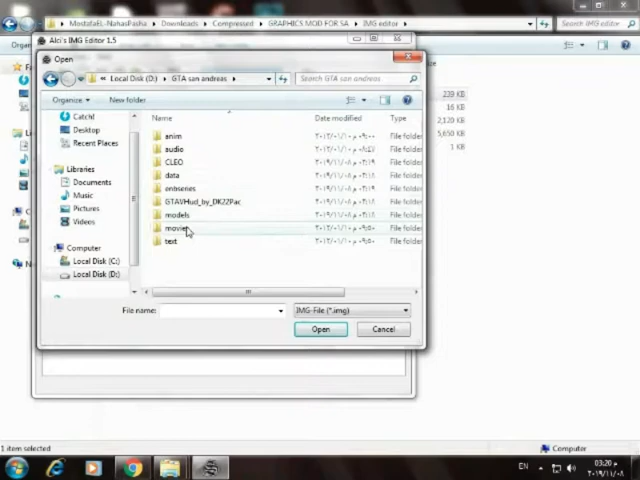 MostafaEL-NahasPasha ▸ Downloads ▸ Compressed ▸ GRAPHICS MOD FOR SA ▸ IMG editor
Search IMG editor
Alci's IMG Editor 1.5
Open
Local Disk (D:) ▸ GTA san andreas ▸
Search GTA san andreas
Organize
New folder
Name
Date modified
Type
Catch!
Desktop
Recent Places
Libraries
Documents
Music
Pictures
Videos
Computer
Local Disk (C:)
Local Disk (D:)
anim
File folder
audio
File folder
CLEO
File folder
data
File folder
enbseries
File folder
GTAVHud_by_DK22Pac
File folder
models
File folder
movies
File folder
text
File folder
239 KB
16 KB
2,120 KB
5,650 KB
1 KB
File name:
IMG-File (*.img)
Open
Cancel
1 item selected
Computer
EN
03:20 م
٢٠١٩/١١/٠٨